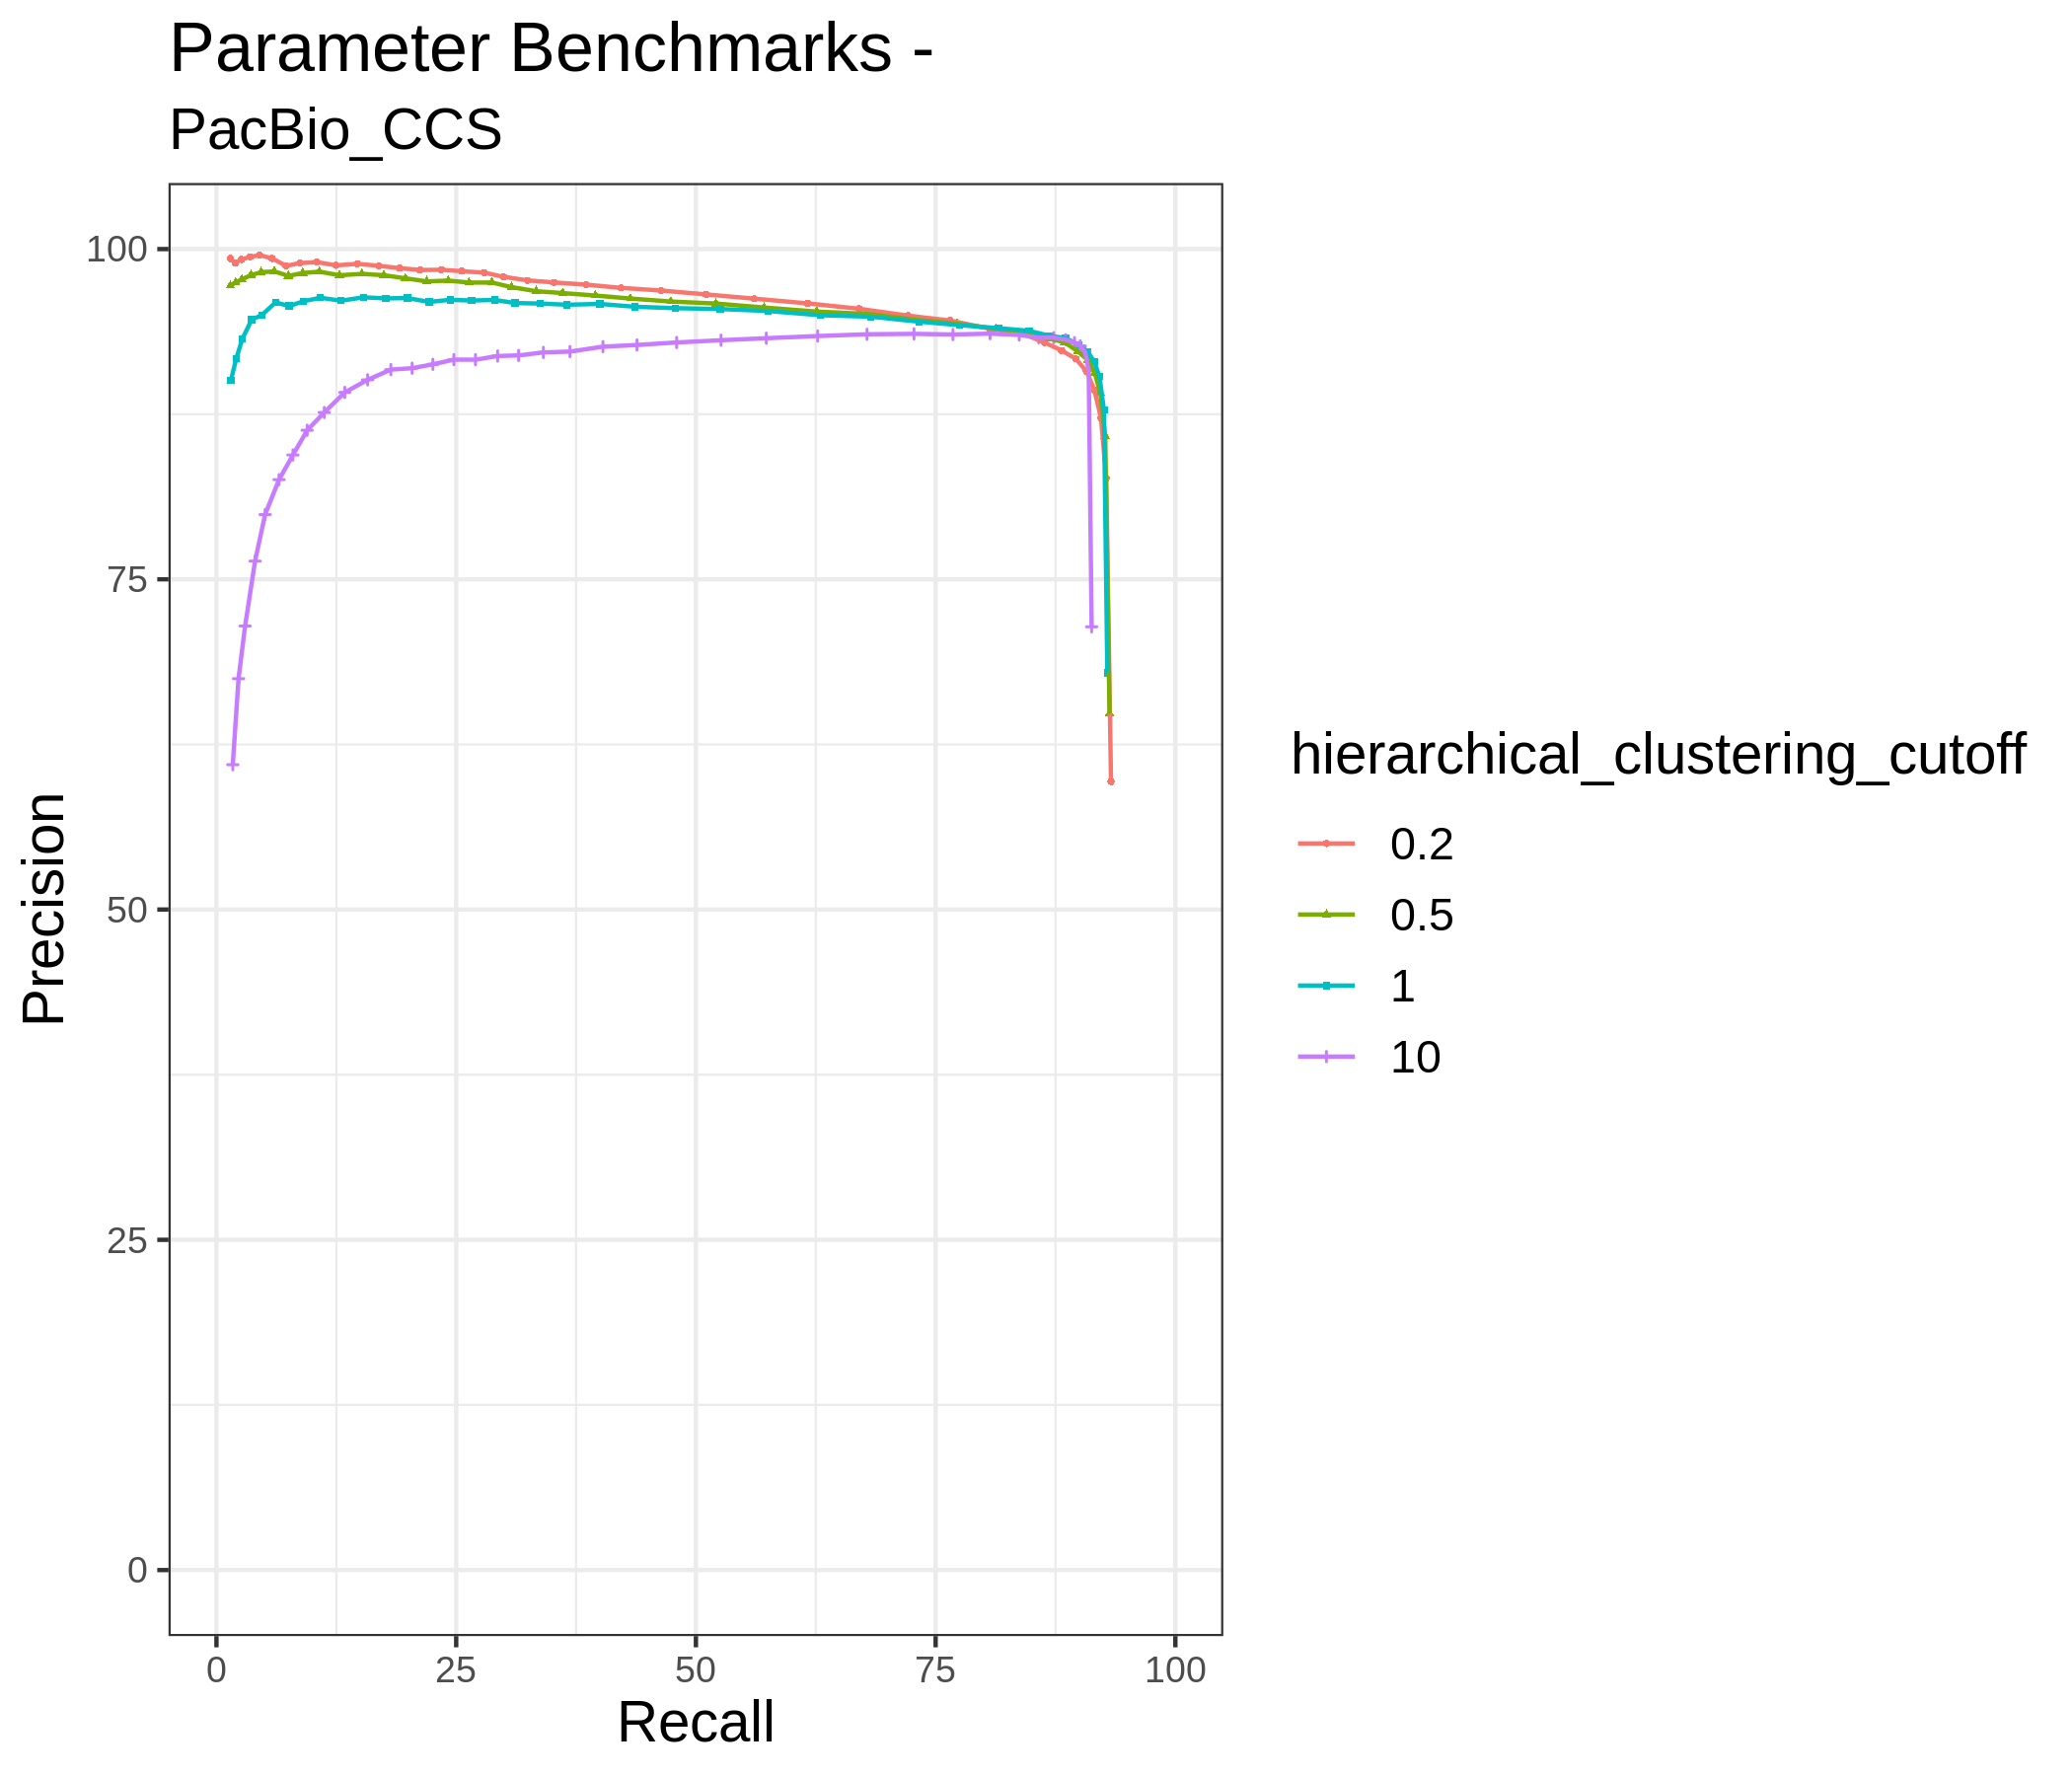 Parameter Benchmarks -
PacBio_CCS
100
75
50
25
0
Precision
0 25 50 75 100
Recall
hierarchical_clustering_cutoff
0.2
0.5
1
10